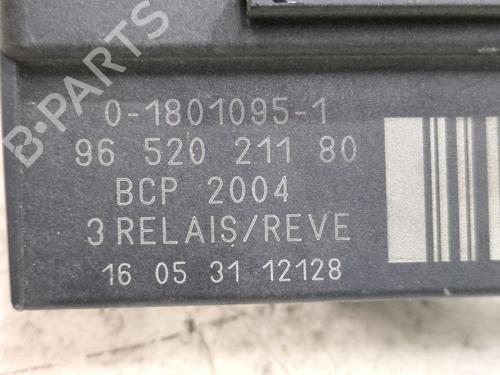 0-1801095-1
96 520 211 80
BCP 2004
3 RELAIS/REVE
16 05 31 12128
B-PARTS